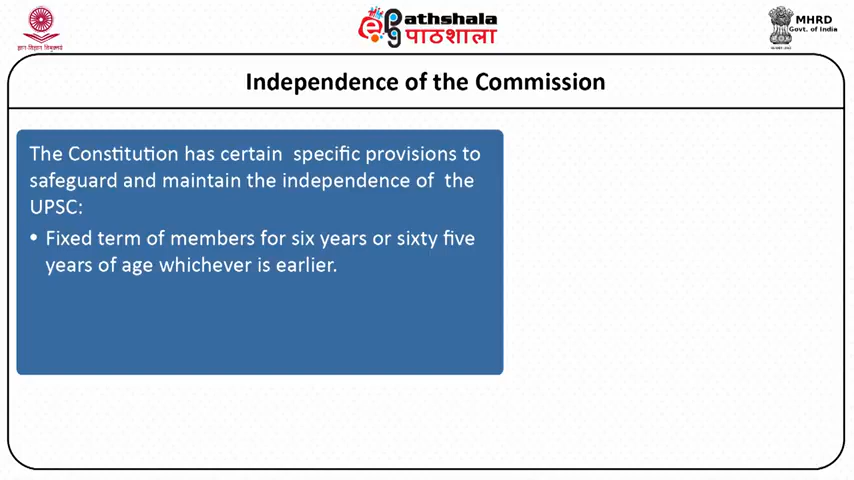 ज्ञान-विज्ञान विमुक्तये
epathshala
पाठशाला
MHRD
Govt. of India
Independence of the Commission
The Constitution has certain specific provisions to
safeguard and maintain the independence of the
UPSC:
• Fixed term of members for six years or sixty five
years of age whichever is earlier.